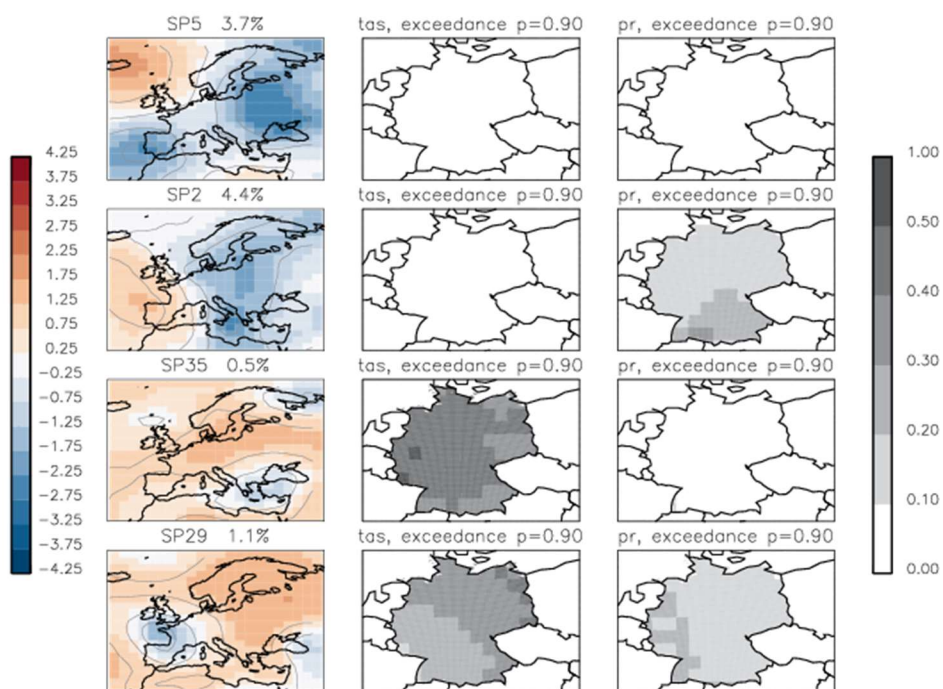 SP5 3.7%
tas, exceedance p=0.90
pr, exceedance p=0.90
SP2 4.4%
tas, exceedance p=0.90
pr, exceedance p=0.90
SP35 0.5%
tas, exceedance p=0.90
pr, exceedance p=0.90
SP29 1.1%
tas, exceedance p=0.90
pr, exceedance p=0.90
4.25
3.75
3.25
2.75
2.25
1.75
1.25
0.75
0.25
-0.25
-0.75
-1.25
-1.75
-2.25
-2.75
-3.25
-3.75
-4.25
1.00
0.50
0.40
0.30
0.20
0.10
0.00